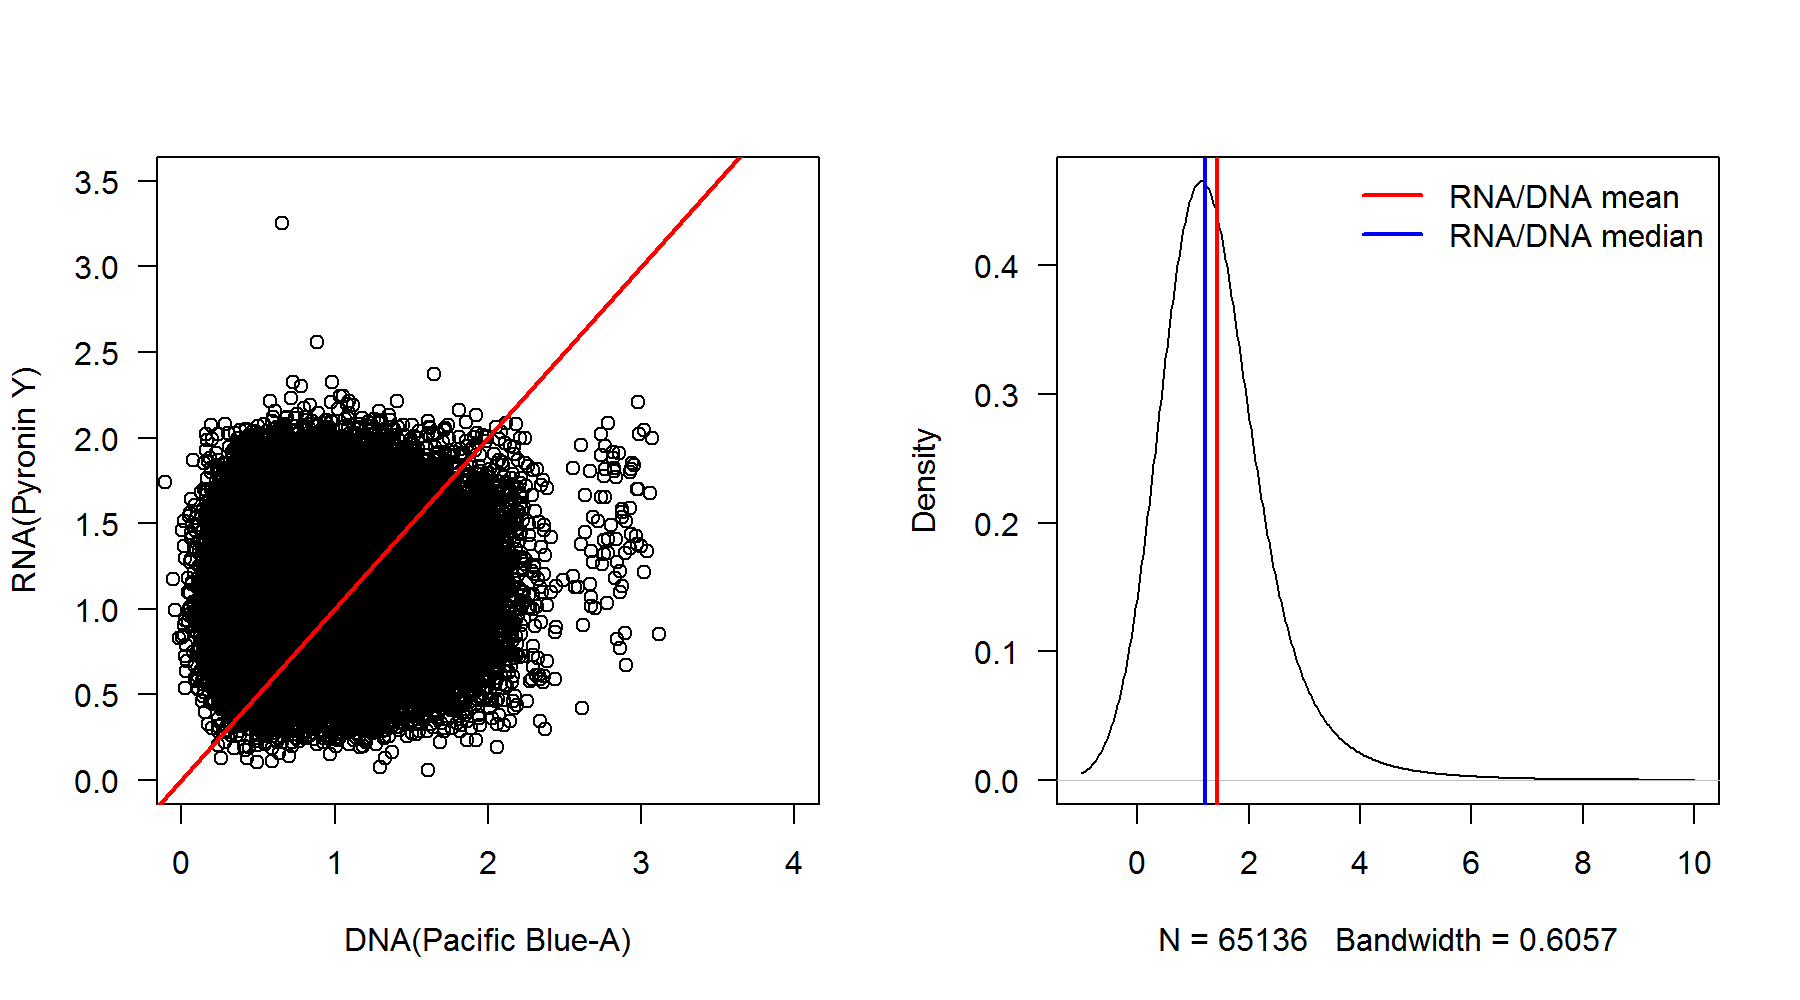 RNA(Pyronin Y)
3.5
3.0
2.5
2.0
1.5
1.0
0.5
0.0
0 1 2 3 4
DNA(Pacific Blue-A)
RNA/DNA mean
RNA/DNA median
Density
0.4
0.3
0.2
0.1
0.0
0 2 4 6 8 10
N = 65136 Bandwidth = 0.6057